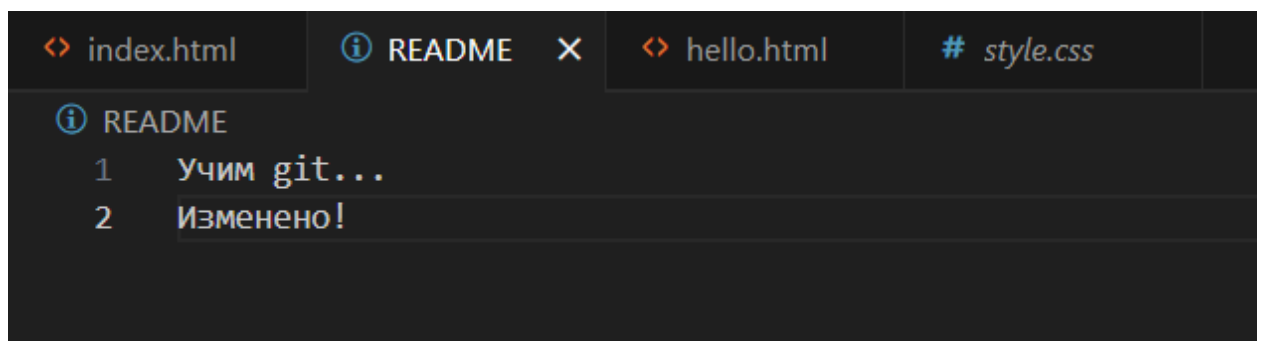 index.html README hello.html # style.css
README
1 Учим git...
2 Изменено!